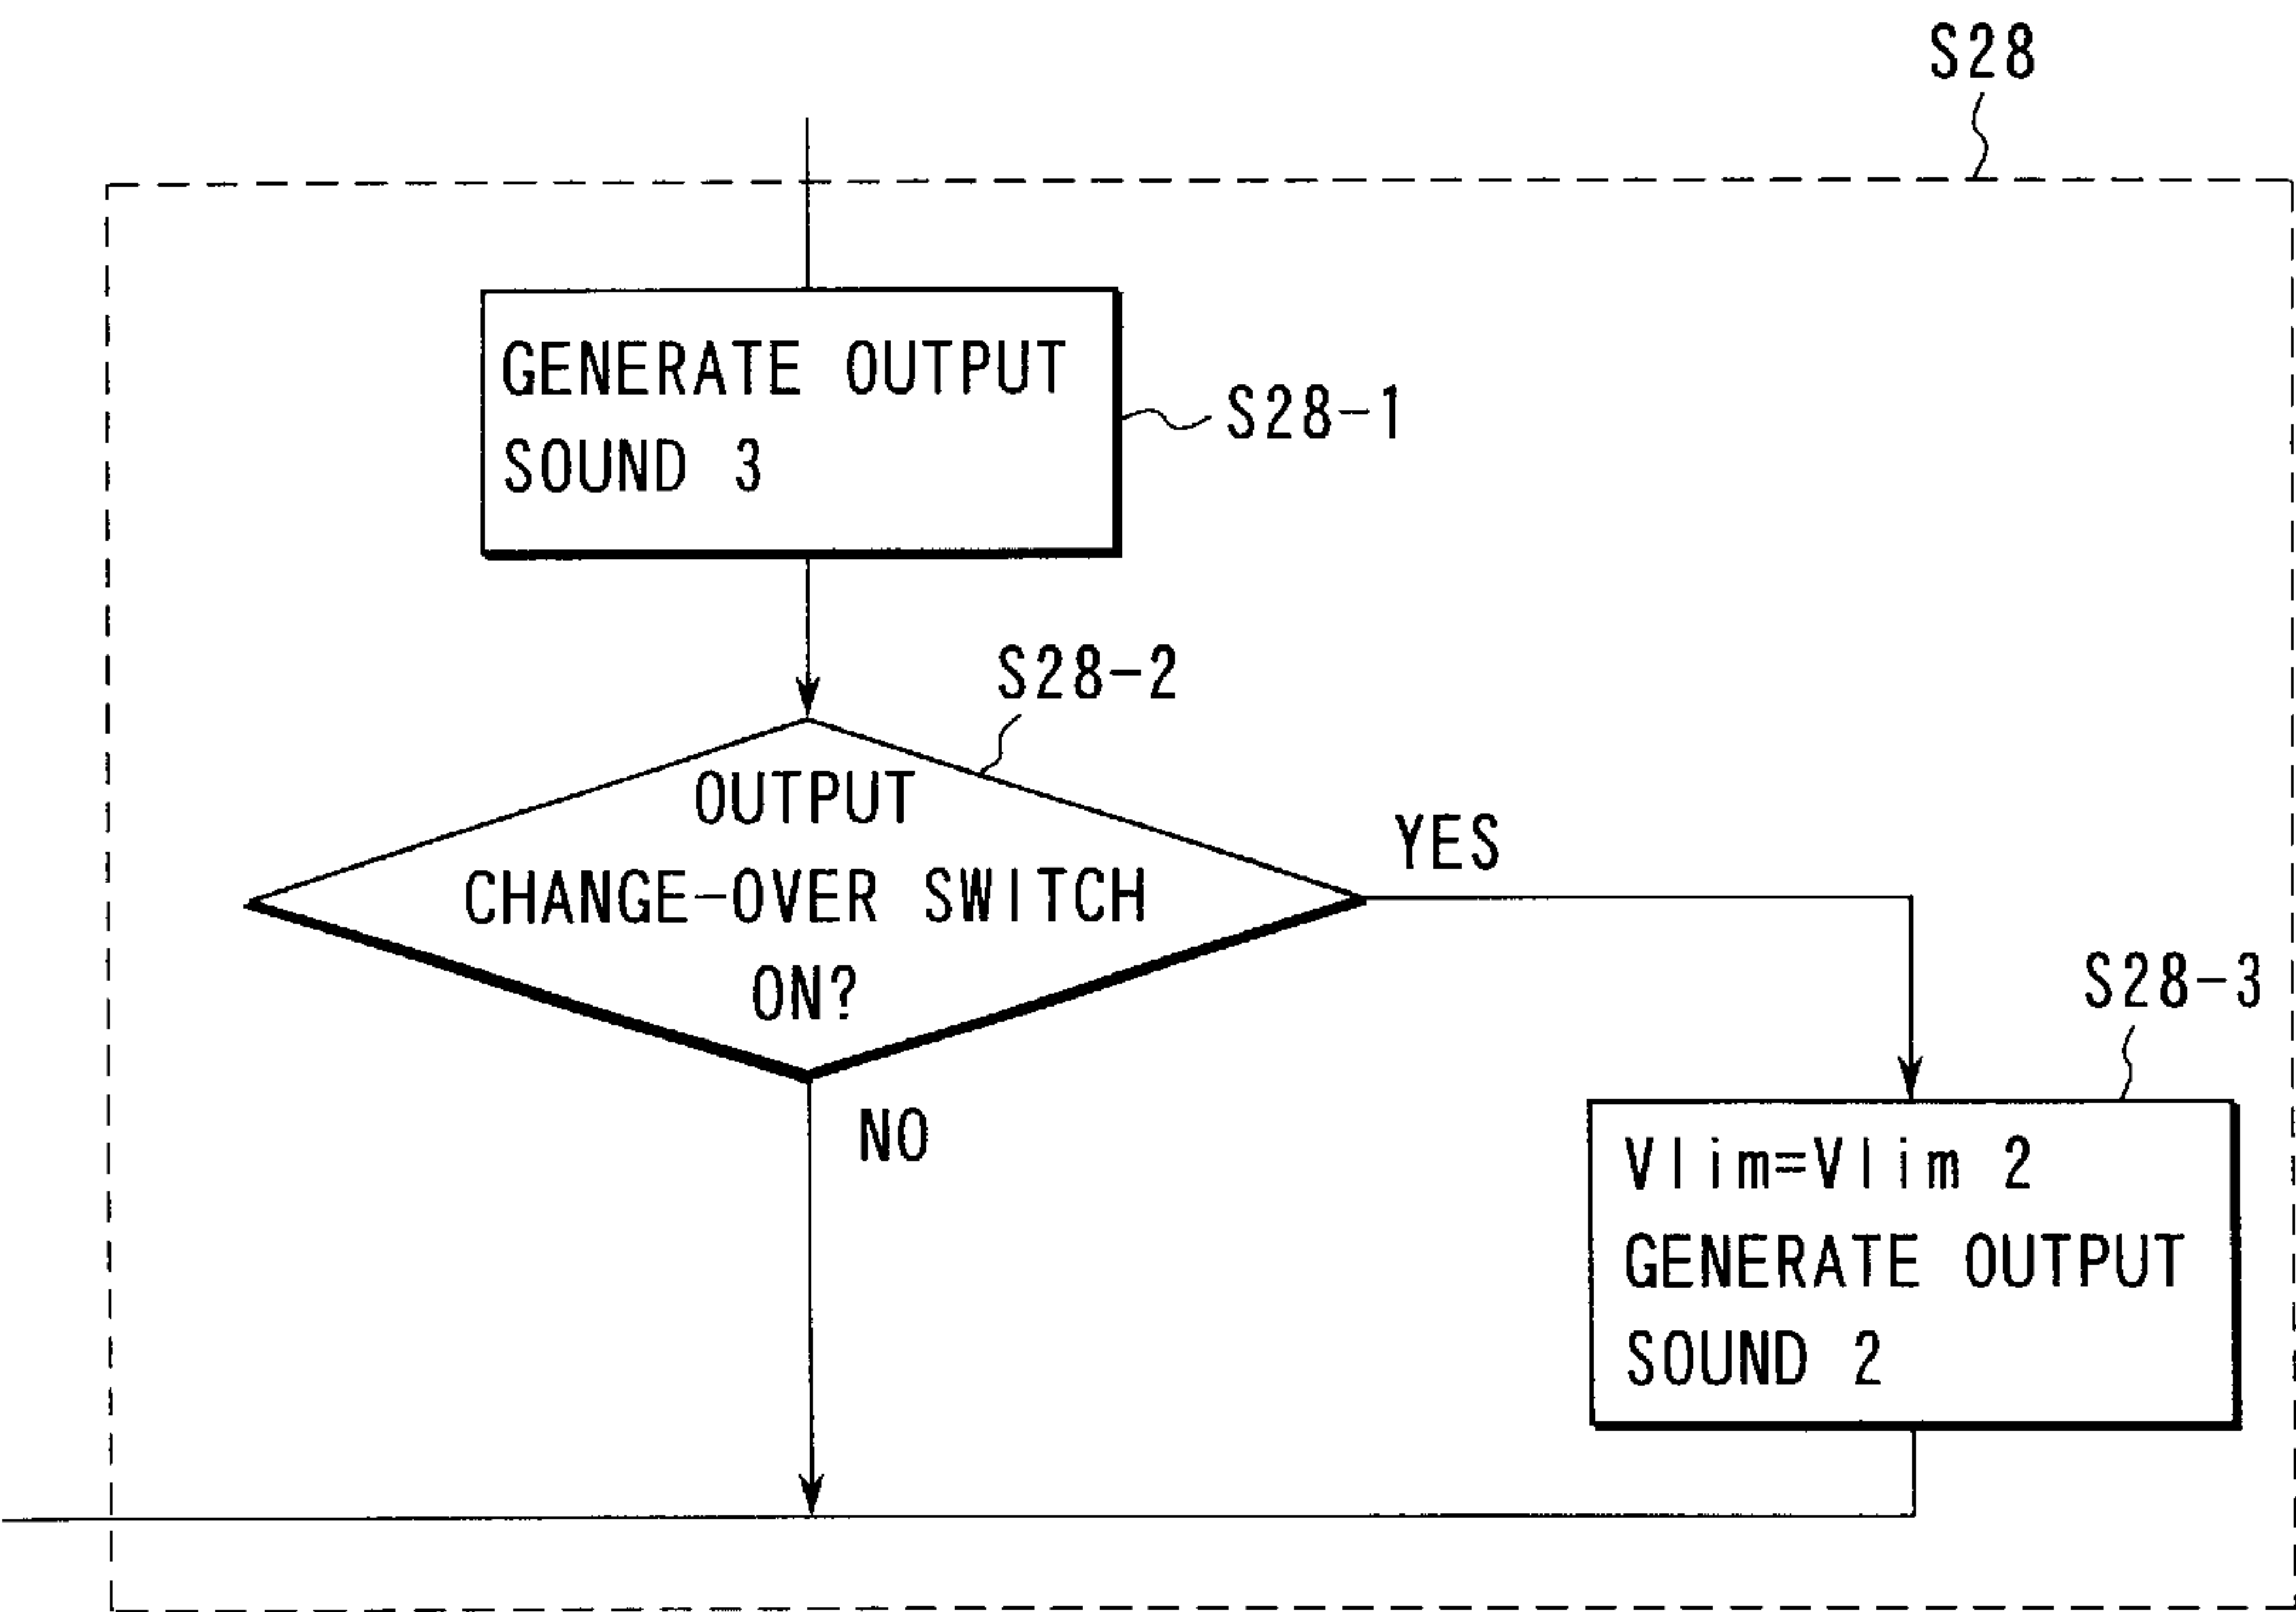 S28
GENERATE OUTPUT
SOUND 3
S28-1
S28-2
OUTPUT
CHANGE-OVER SWITCH
ON?
YES
NO
S28-3
Vlim=Vlim 2
GENERATE OUTPUT
SOUND 2